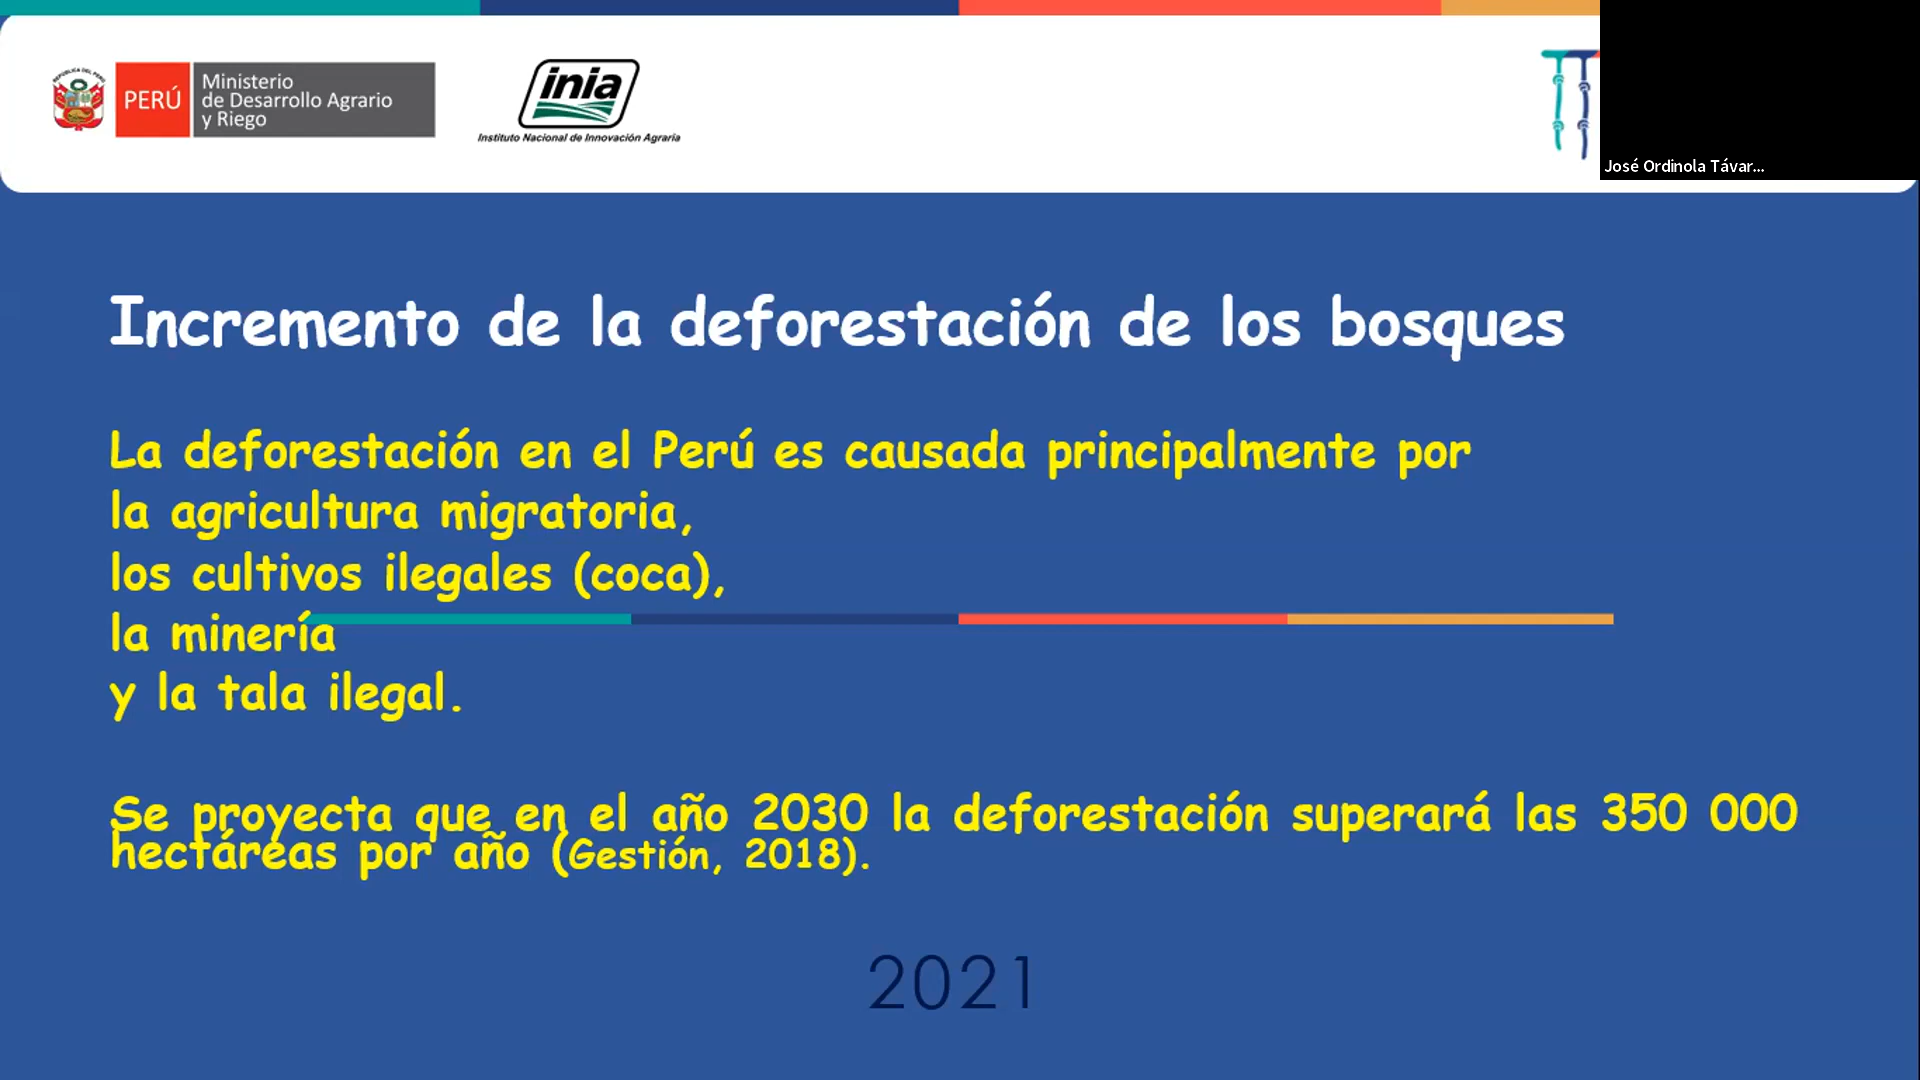 REPÚBLICA DEL PERÚ
PERÚ
Ministerio
de Desarrollo Agrario
y Riego
inia
Instituto Nacional de Innovación Agraria
José Ordinola Távar...
Incremento de la deforestación de los bosques
La deforestación en el Perú es causada principalmente por
la agricultura migratoria,
los cultivos ilegales (coca),
la minería
y la tala ilegal.
Se proyecta que en el año 2030 la deforestación superará las 350 000
hectáreas por año (Gestión, 2018).
2021